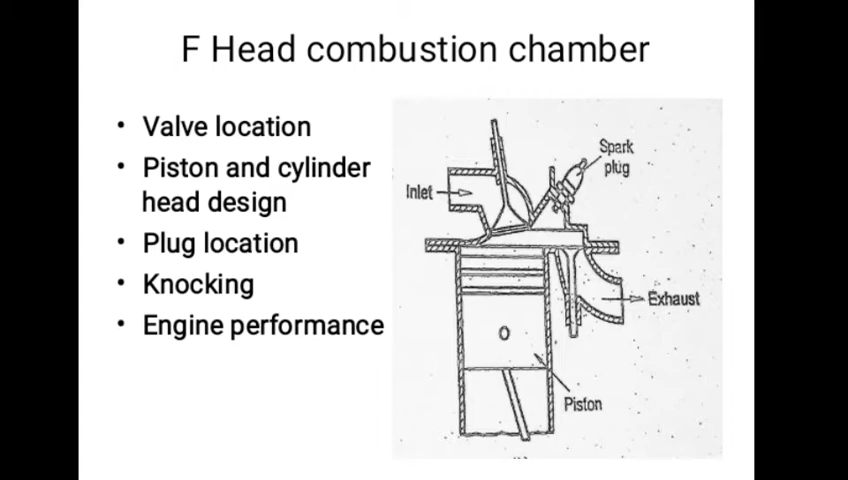 F Head combustion chamber
• Valve location
• Piston and cylinder
head design
• Plug location
• Knocking
• Engine performance
Spark
plug
Inlet
Exhaust
Piston